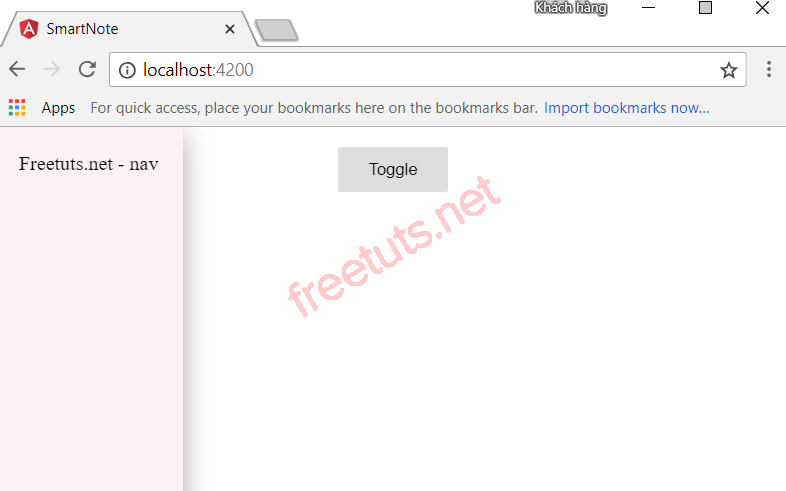 Khách hàng
SmartNote
localhost:4200
Apps For quick access, place your bookmarks here on the bookmarks bar. Import bookmarks now...
Freetuts.net - nav
Toggle
freetuts.net